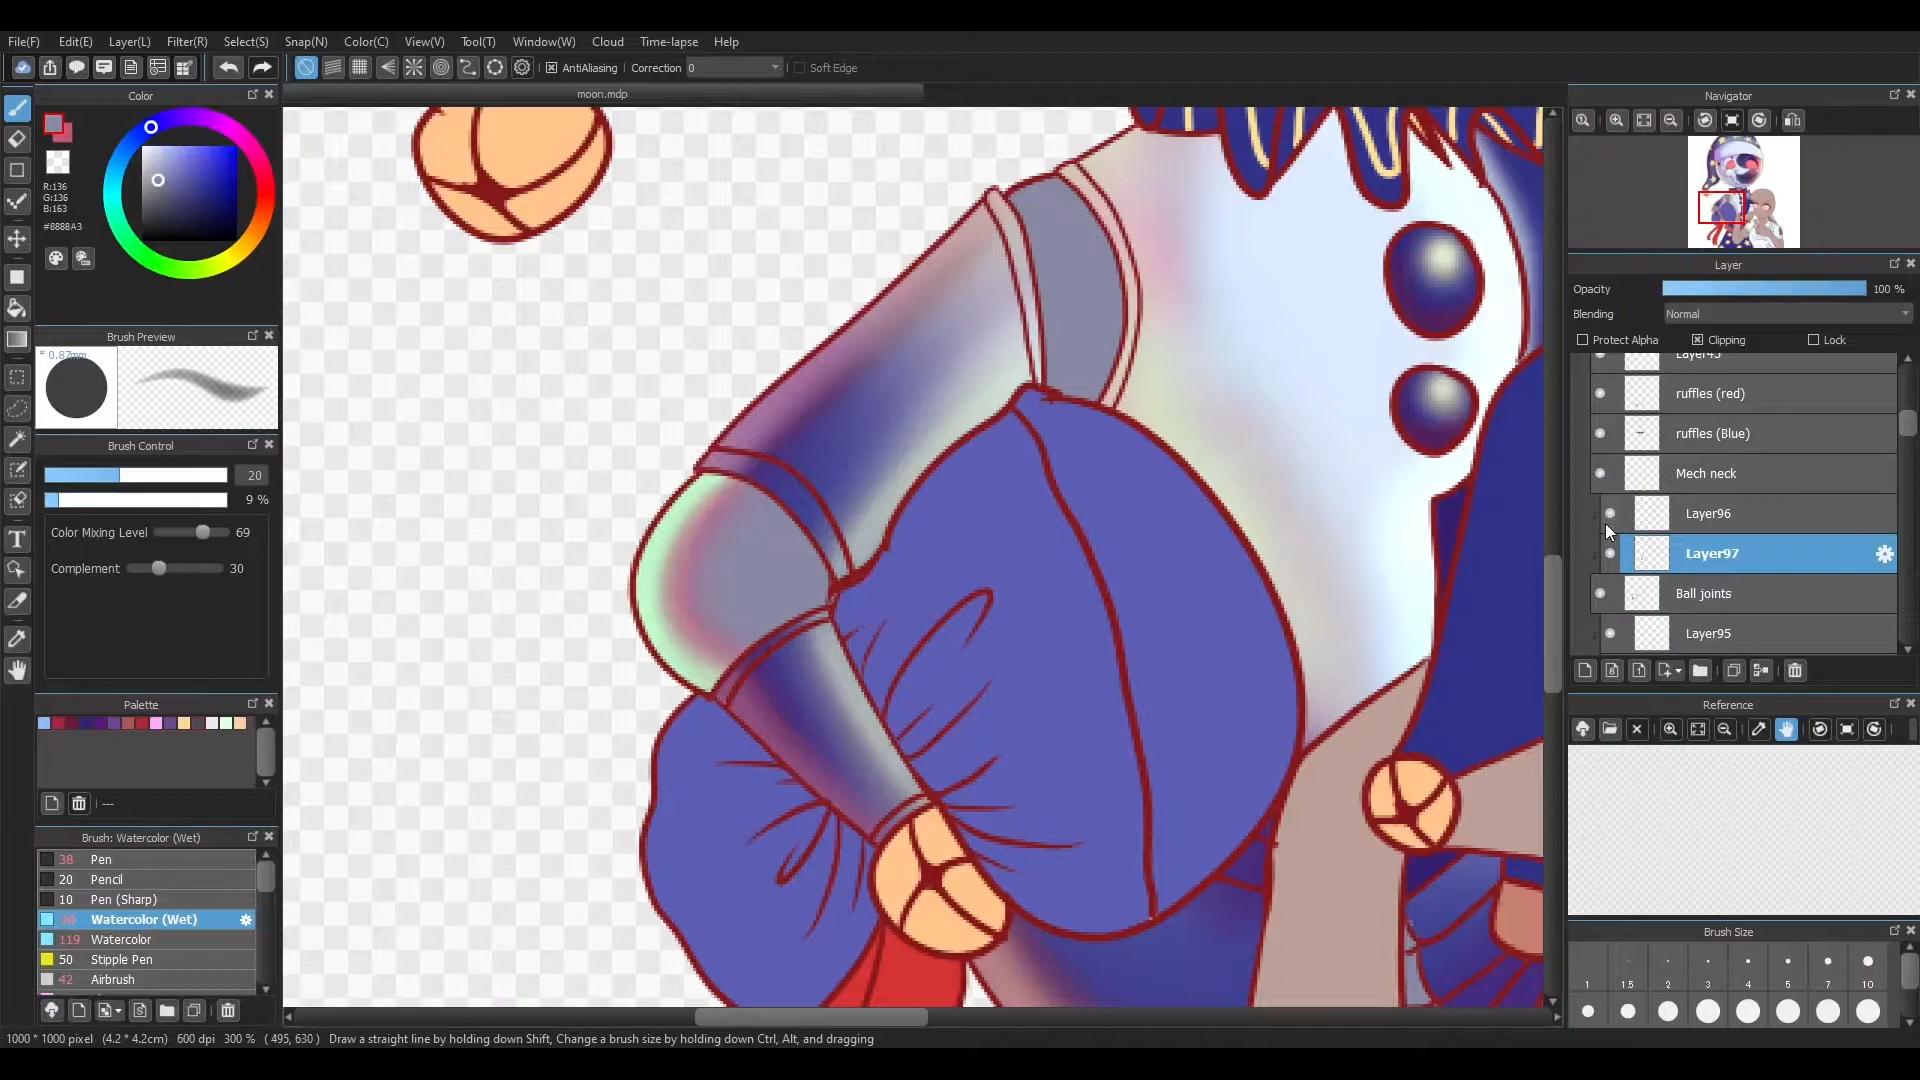 File(F) Edit(E) Layer(L) Filter(R) Select(S) Snap(N) Color(C) View(V) Tool(T) Window(W) Cloud Time-lapse Help
AntiAliasing Correction 0 Soft Edge
Color
moon.mdp
Navigator
R:136
G:136
B:163
#8888A3
Brush Preview
* 0.87mm
Brush Control
20
9 %
Color Mixing Level 69
Complement 30
Palette
---
Brush: Watercolor (Wet)
38 Pen
20 Pencil
10 Pen (Sharp)
20 Watercolor (Wet)
119 Watercolor
50 Stipple Pen
42 Airbrush
Layer
Opacity 100 %
Blending Normal
Protect Alpha Clipping Lock
Layer45
ruffles (red)
ruffles (Blue)
Mech neck
Layer96
Layer97
Ball joints
Layer95
Reference
Brush Size
1 1.5 2 3 4 5 7 10
1000 * 1000 pixel (4.2 * 4.2cm) 600 dpi 300 % ( 495, 630 ) Draw a straight line by holding down Shift, Change a brush size by holding down Ctrl, Alt, and dragging